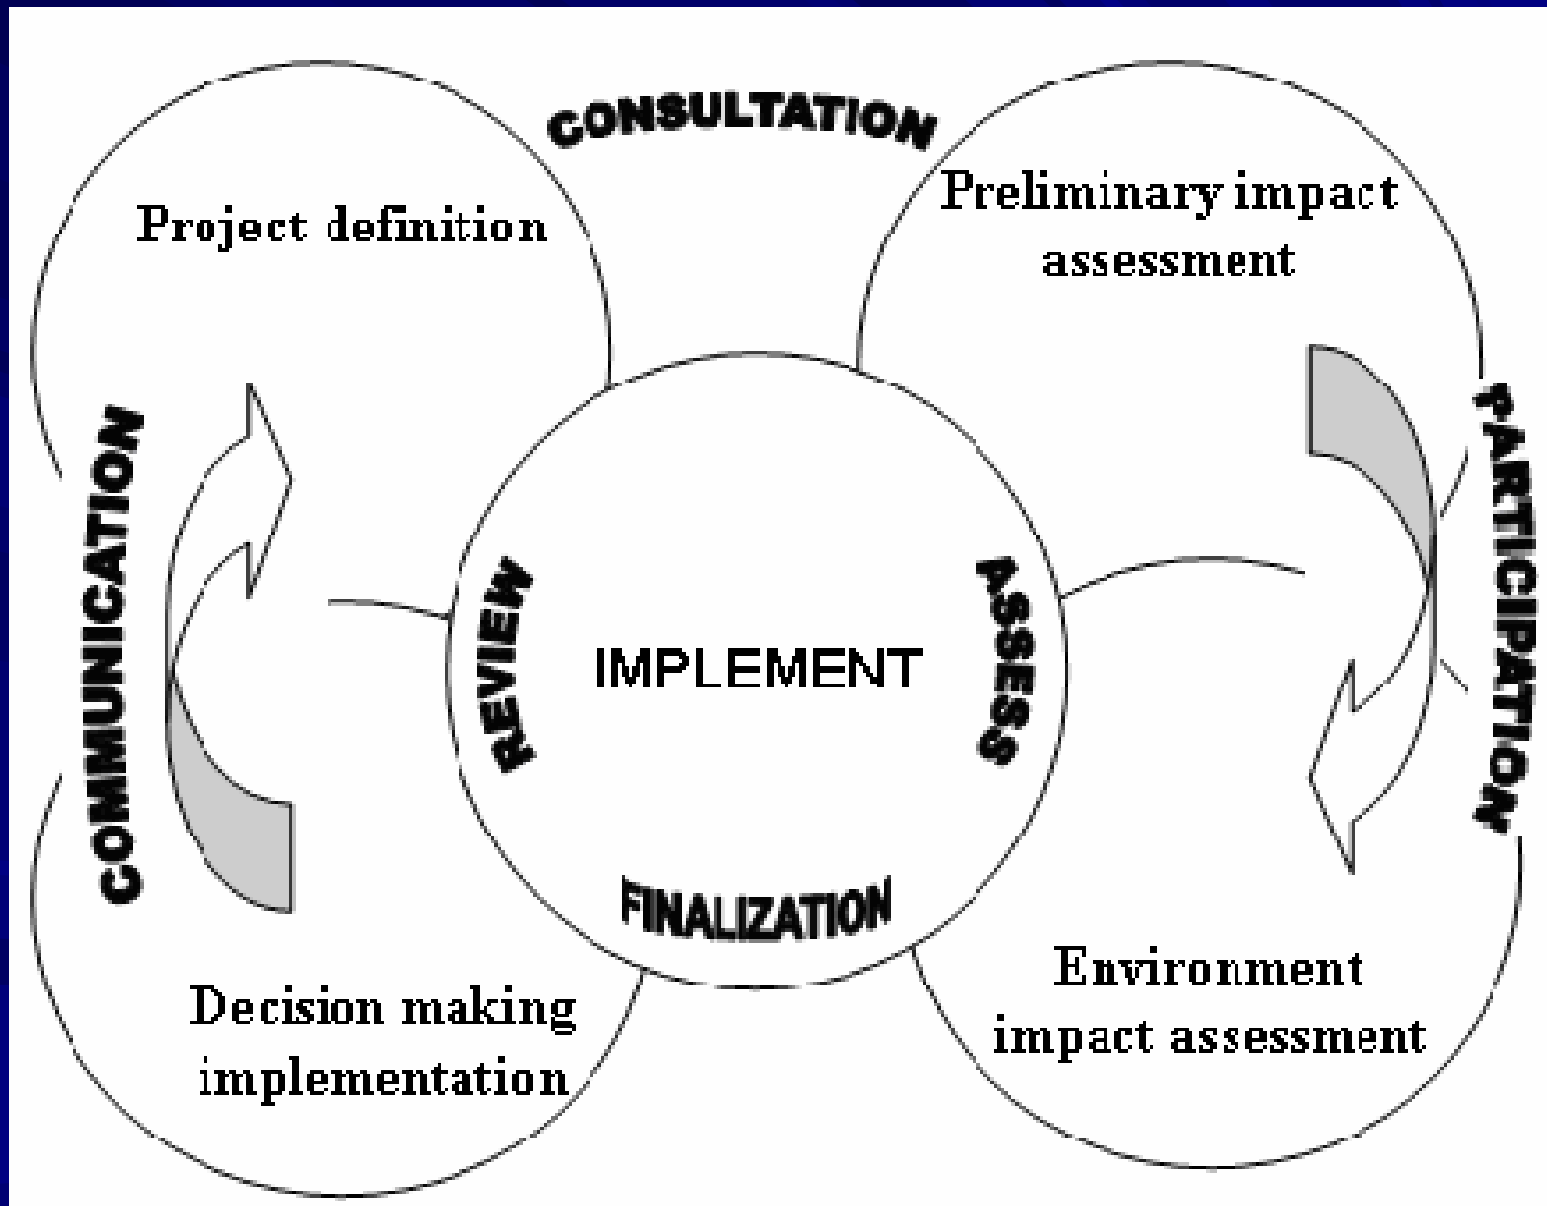 CONSULTATION
Project definition
Preliminary impact
assessment
COMMUNICATION
PARTICIPATION
REVIEW
IMPLEMENT
ASSESS
FINALIZATION
Decision making
implementation
Environment
impact assessment